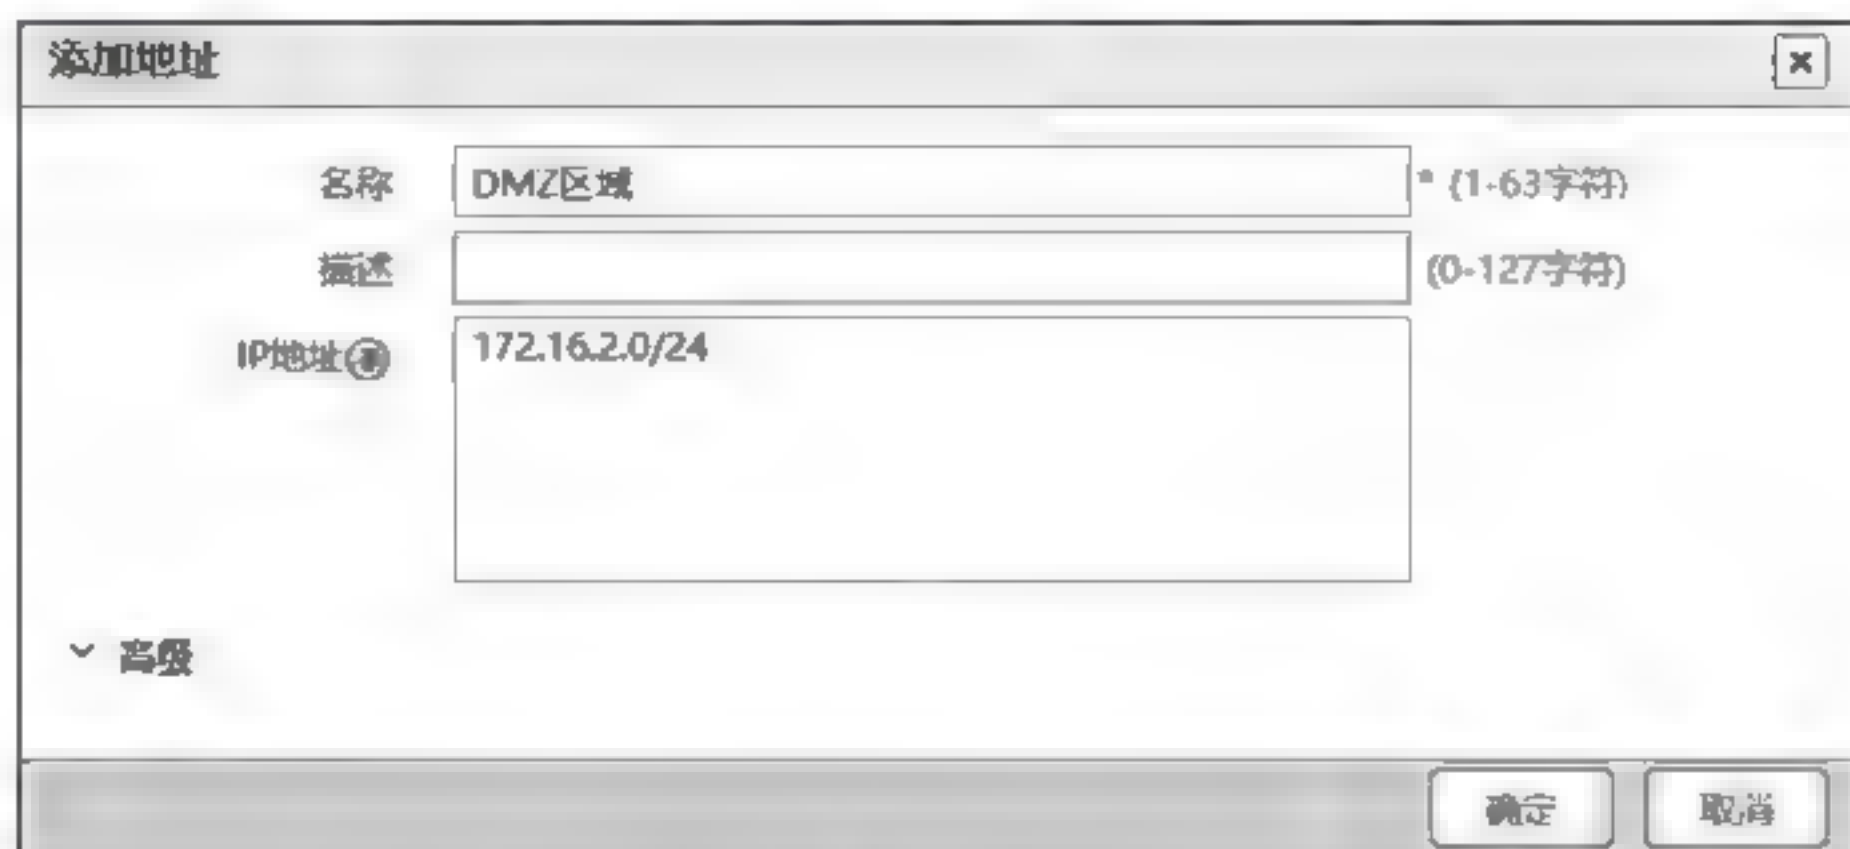 添加地址
名称 DMZ区域 * (1-63字符)
描述 (0-127字符)
IP地址 172.16.2.0/24
高级
确定 取消